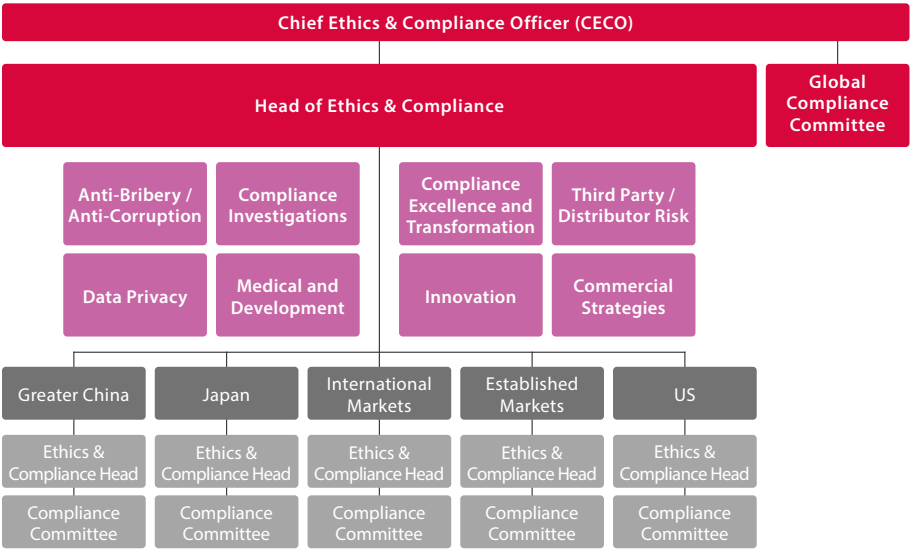 Chief Ethics & Compliance Officer (CECO)
Head of Ethics & Compliance
Global
Compliance
Committee
Anti-Bribery /
Anti-Corruption
Compliance
Investigations
Compliance
Excellence and
Transformation
Third Party /
Distributor Risk
Data Privacy
Medical and
Development
Innovation
Commercial
Strategies
Greater China
Japan
International
Markets
Established
Markets
US
Ethics &
Compliance Head
Ethics &
Compliance Head
Ethics &
Compliance Head
Ethics &
Compliance Head
Ethics &
Compliance Head
Compliance
Committee
Compliance
Committee
Compliance
Committee
Compliance
Committee
Compliance
Committee